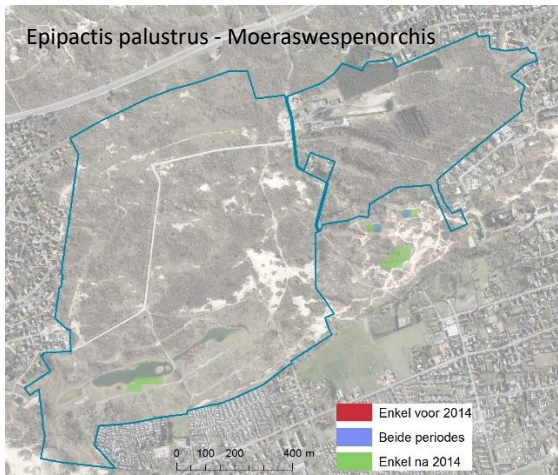 Epipactis palustrus - Moeraswespenorchis
Enkel voor 2014
Beide periodes
Enkel na 2014
0 100 200 400 m